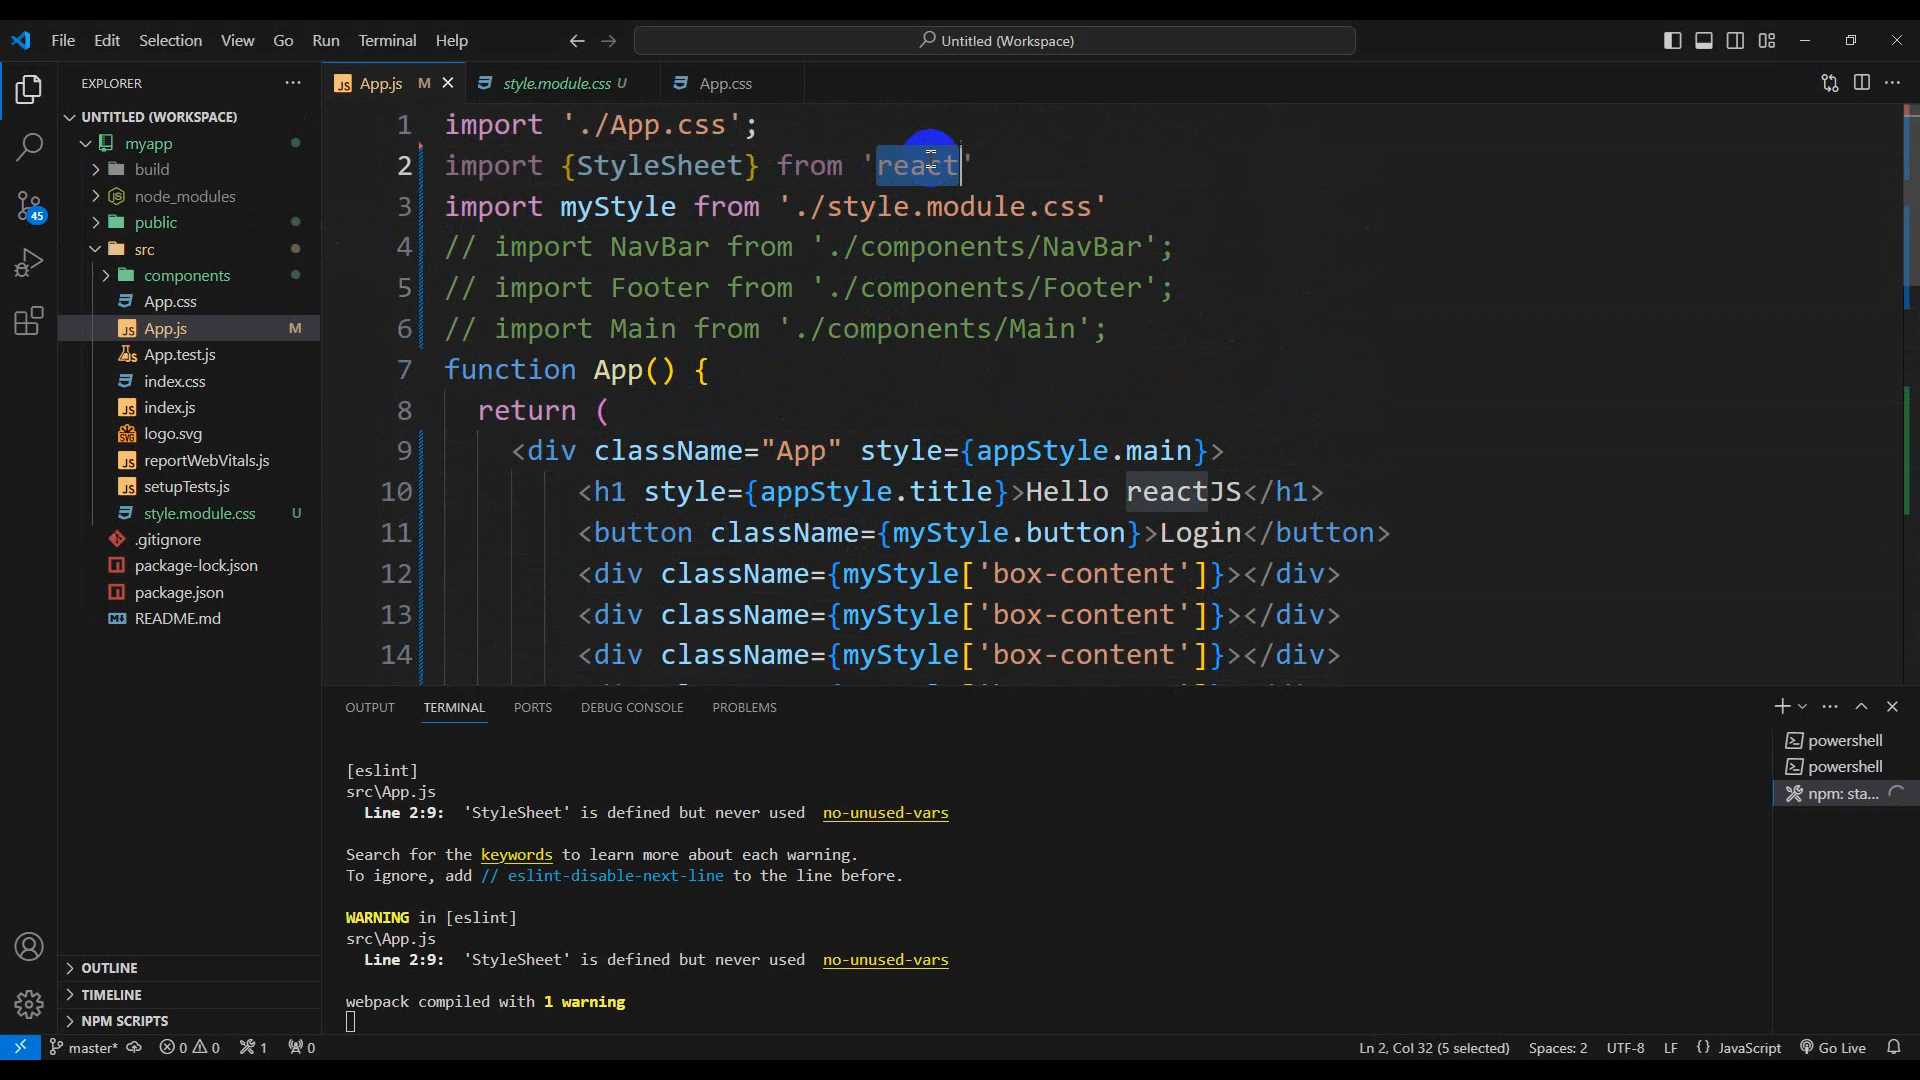 File Edit Selection View Go Run Terminal Help
Untitled (Workspace)
EXPLORER
UNTITLED (WORKSPACE)
myapp
build
node_modules
public
src
components
App.css
App.js M
App.test.js
index.css
index.js
logo.svg
reportWebVitals.js
setupTests.js
style.module.css U
.gitignore
package-lock.json
package.json
README.md
OUTLINE
TIMELINE
NPM SCRIPTS
45
App.js M
style.module.css U
App.css
1 import './App.css';
2 import {StyleSheet} from 'react'
3 import myStyle from './style.module.css'
4 // import NavBar from './components/NavBar';
5 // import Footer from './components/Footer';
6 // import Main from './components/Main';
7 function App() {
8 return (
9 <div className="App" style={appStyle.main}>
10 <h1 style={appStyle.title}>Hello reactJS</h1>
11 <button className={myStyle.button}>Login</button>
12 <div className={myStyle['box-content']}></div>
13 <div className={myStyle['box-content']}></div>
14 <div className={myStyle['box-content']}></div>
OUTPUT TERMINAL PORTS DEBUG CONSOLE PROBLEMS
[eslint]
src\App.js
Line 2:9: 'StyleSheet' is defined but never used no-unused-vars
Search for the keywords to learn more about each warning.
To ignore, add // eslint-disable-next-line to the line before.
WARNING in [eslint]
src\App.js
Line 2:9: 'StyleSheet' is defined but never used no-unused-vars
webpack compiled with 1 warning
powershell
powershell
npm: sta...
master* 0 0 1 0
Ln 2, Col 32 (5 selected) Spaces: 2 UTF-8 LF {} JavaScript Go Live